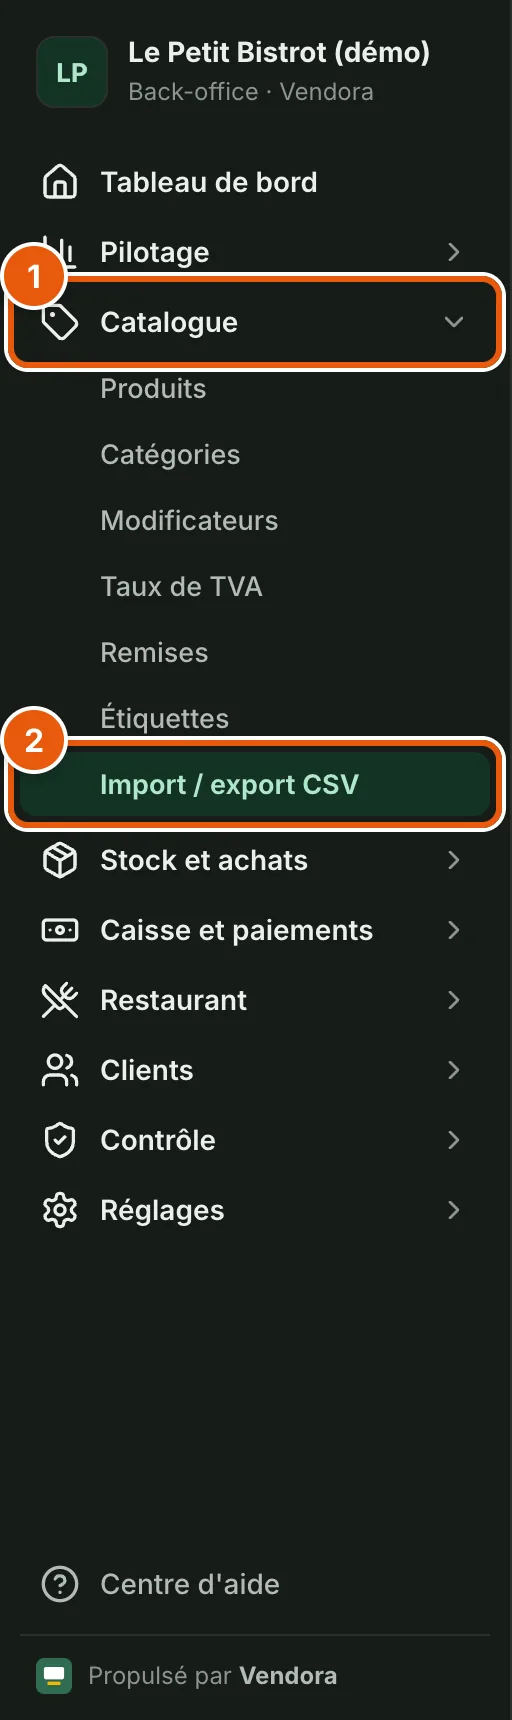 LP
Le Petit Bistrot (démo)
Back-office · Vendora
Tableau de bord
Pilotage
1
Catalogue
Produits
Catégories
Modificateurs
Taux de TVA
Remises
Étiquettes
2
Import / export CSV
Stock et achats
Caisse et paiements
Restaurant
Clients
Contrôle
Réglages
Centre d'aide
Propulsé par Vendora